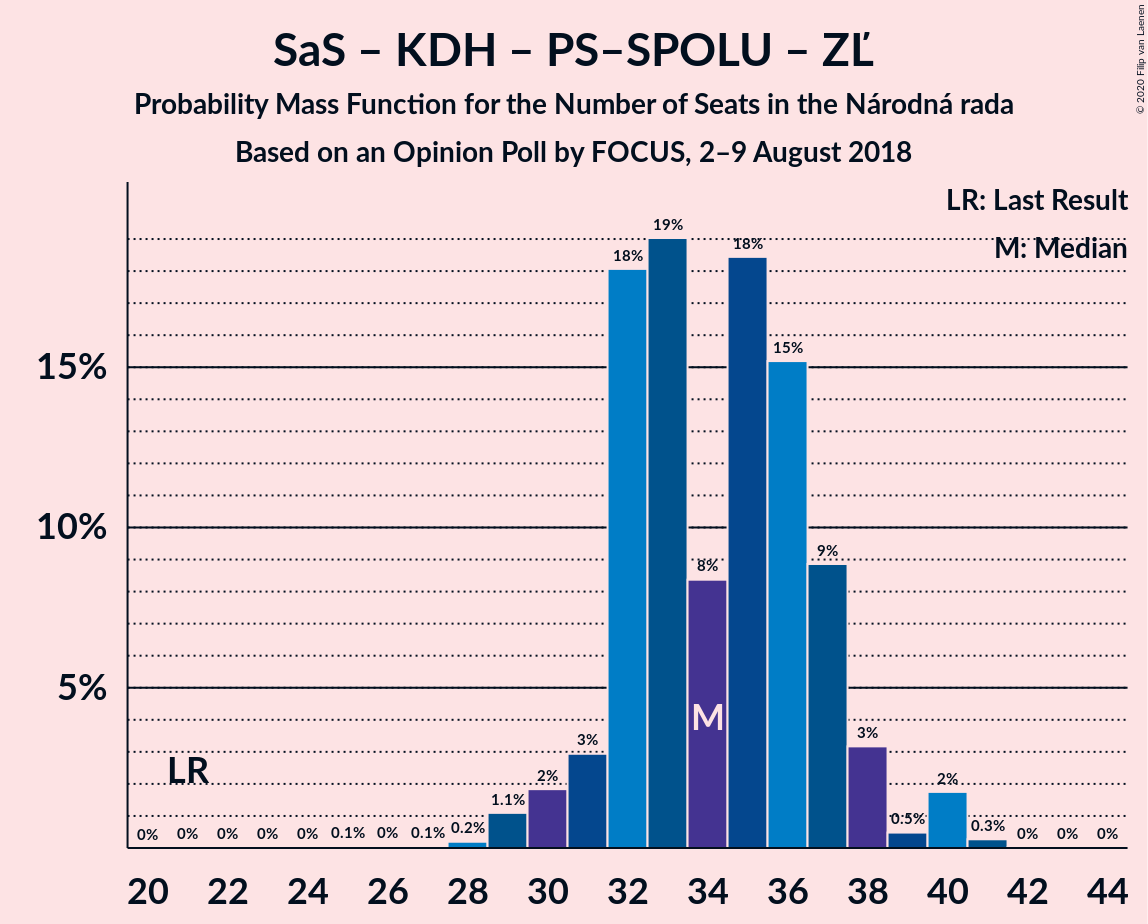 SaS – KDH – PS–SPOLU – ZĽ
Probability Mass Function for the Number of Seats in the Národná rada
Based on an Opinion Poll by FOCUS, 2–9 August 2018
© 2020 Filip van Laenen
LR: Last Result
M: Median
15%
10%
5%
LR
M
0% 0% 0% 0% 0% 0.1% 0% 0.1% 0.2% 1.1% 2% 3% 18% 19% 8% 18% 15% 9% 3% 0.5% 2% 0.3% 0% 0% 0%
20 22 24 26 28 30 32 34 36 38 40 42 44